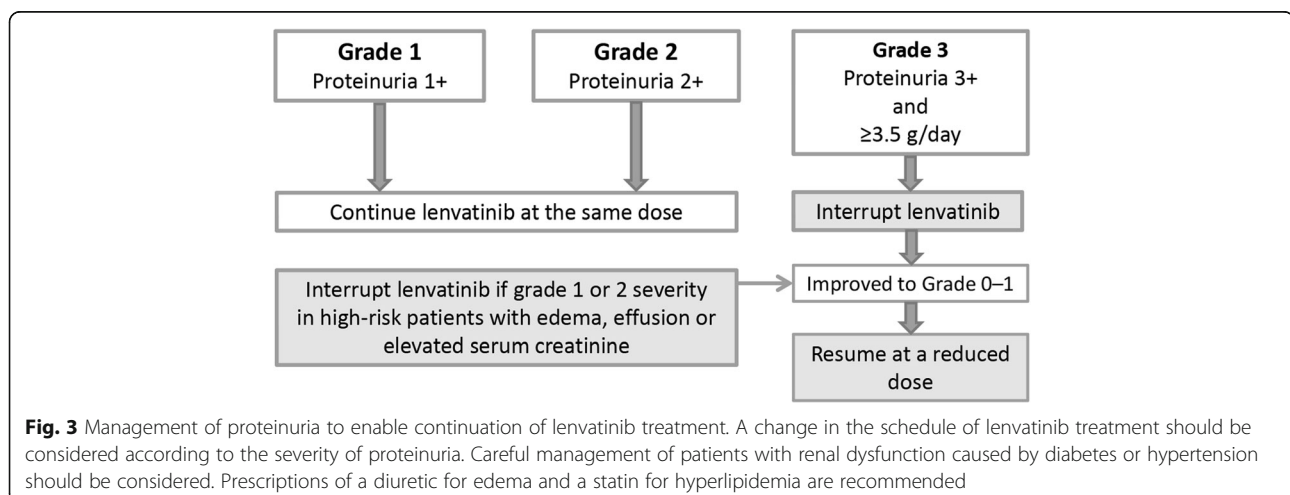 Grade 1
Proteinuria 1+
Grade 2
Proteinuria 2+
Grade 3
Proteinuria 3+
and
≥3.5 g/day
Continue lenvatinib at the same dose
Interrupt lenvatinib
Interrupt lenvatinib if grade 1 or 2 severity
in high-risk patients with edema, effusion or
elevated serum creatinine
Improved to Grade 0–1
Resume at a reduced
dose
Fig. 3 Management of proteinuria to enable continuation of lenvatinib treatment. A change in the schedule of lenvatinib treatment should be
considered according to the severity of proteinuria. Careful management of patients with renal dysfunction caused by diabetes or hypertension
should be considered. Prescriptions of a diuretic for edema and a statin for hyperlipidemia are recommended